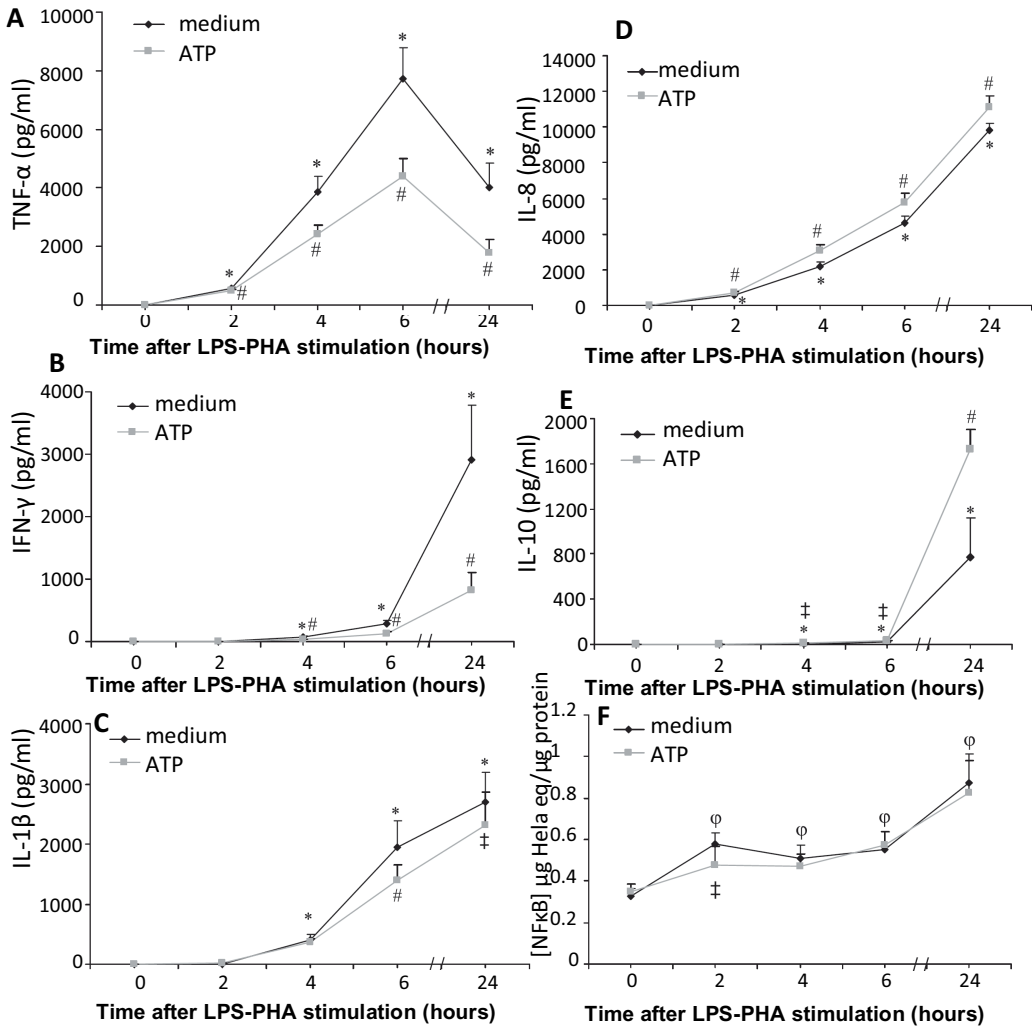 A
TNF-α (pg/ml)
10000
8000
6000
4000
2000
0
medium
ATP
*
*
*
*
#
#
#
#
0 2 4 6 24
Time after LPS-PHA stimulation (hours)
B
IFN-γ (pg/ml)
4000
3000
2000
1000
0
medium
ATP
*
#
*# *#
0 2 4 6 24
Time after LPS-PHA stimulation (hours)
C
IL-1β (pg/ml)
4000
3000
2000
1000
0
medium
ATP
*
*
*
#
‡
0 2 4 6 24
Time after LPS-PHA stimulation (hours)
D
IL-8 (pg/ml)
14000
12000
10000
8000
6000
4000
2000
0
medium
ATP
#
*
#
*
#
*
#
*
0 2 4 6 24
Time after LPS-PHA stimulation (hours)
E
IL-10 (pg/ml)
2000
1600
1200
800
400
0
medium
ATP
#
*
‡ ‡
* *
0 2 4 6 24
Time after LPS-PHA stimulation (hours)
F
[NFκB] µg Hela eq/µg protein
1.2
1
0.8
0.6
0.4
0.2
0
medium
ATP
φ
φ φ φ
‡
0 2 4 6 24
Time after LPS-PHA stimulation (hours)